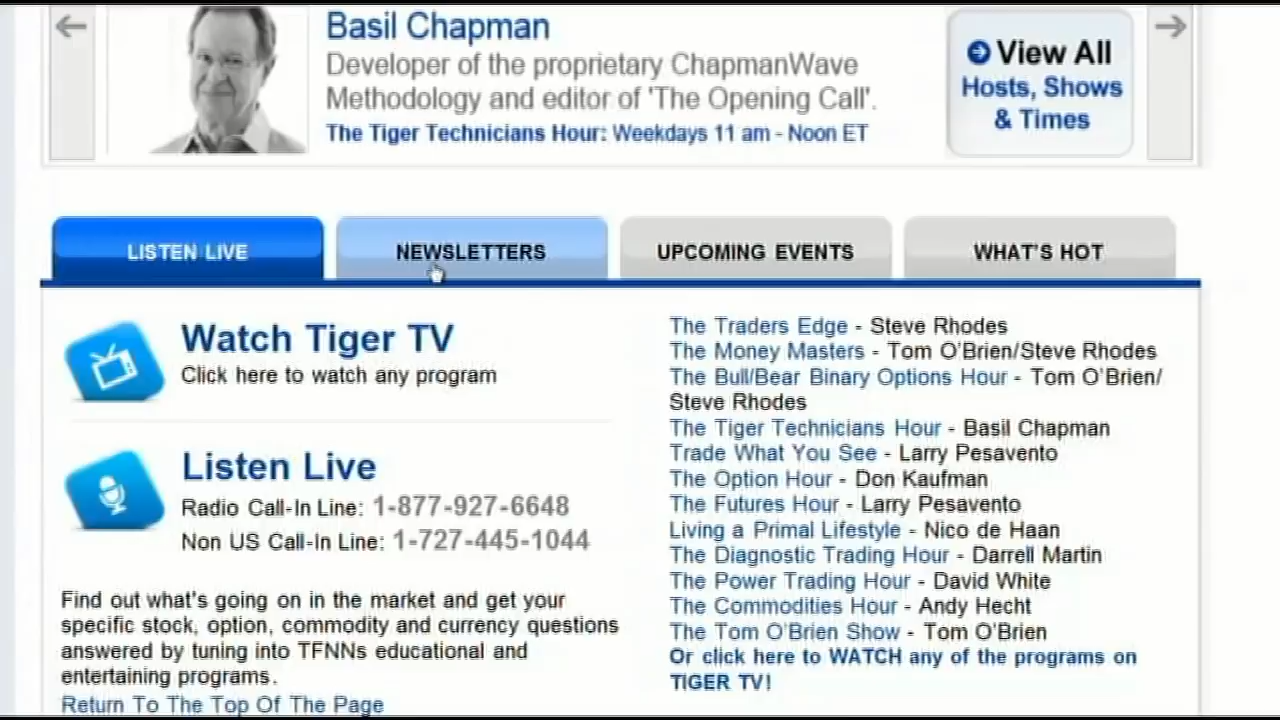 Basil Chapman
Developer of the proprietary ChapmanWave
Methodology and editor of 'The Opening Call'.
The Tiger Technicians Hour: Weekdays 11 am - Noon ET
View All
Hosts, Shows
& Times
LISTEN LIVE
NEWSLETTERS
UPCOMING EVENTS
WHAT'S HOT
Watch Tiger TV
Click here to watch any program
Listen Live
Radio Call-In Line: 1-877-927-6648
Non US Call-In Line: 1-727-445-1044
Find out what's going on in the market and get your
specific stock, option, commodity and currency questions
answered by tuning into TFNNs educational and
entertaining programs.
Return To The Top Of The Page
The Traders Edge - Steve Rhodes
The Money Masters - Tom O'Brien/Steve Rhodes
The Bull/Bear Binary Options Hour - Tom O'Brien/
Steve Rhodes
The Tiger Technicians Hour - Basil Chapman
Trade What You See - Larry Pesavento
The Option Hour - Don Kaufman
The Futures Hour - Larry Pesavento
Living a Primal Lifestyle - Nico de Haan
The Diagnostic Trading Hour - Darrell Martin
The Power Trading Hour - David White
The Commodities Hour - Andy Hecht
The Tom O'Brien Show - Tom O'Brien
Or click here to WATCH any of the programs on
TIGER TV!